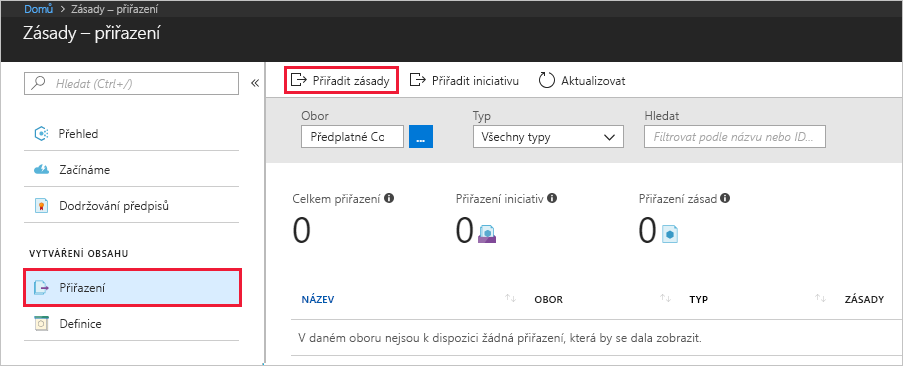 Domů > Zásady – přiřazení
Zásady – přiřazení
Hledat (Ctrl+/)
Přehled
Začínáme
Dodržování předpisů
VYTVÁŘENÍ OBSAHU
Přiřazení
Definice
Přiřadit zásady Přiřadit iniciativu Aktualizovat
Obor Typ Hledat
Předplatné Cc ... Všechny typy Filtrovat podle názvu nebo ID...
Celkem přiřazení Přiřazení iniciativ Přiřazení zásad
0 0 0
NÁZEV OBOR TYP ZÁSADY
V daném oboru nejsou k dispozici žádná přiřazení, která by se dala zobrazit.